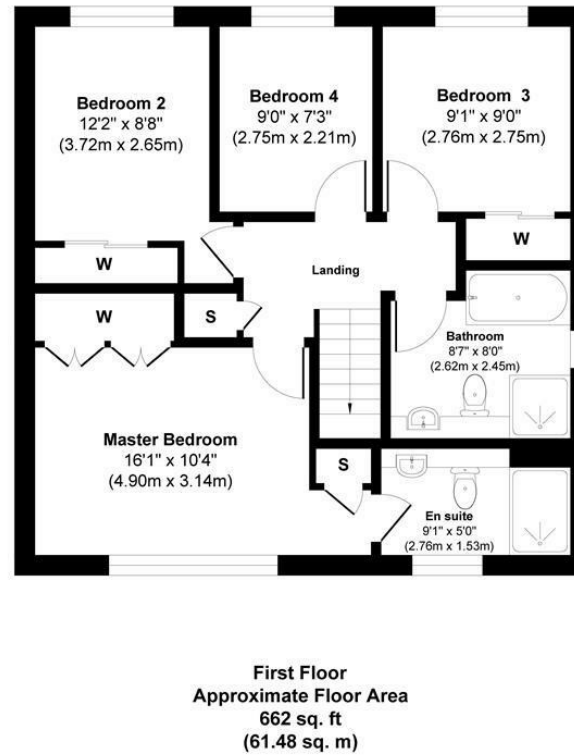 Bedroom 2
12'2" x 8'8"
(3.72m x 2.65m)
Bedroom 4
9'0" x 7'3"
(2.75m x 2.21m)
Bedroom 3
9'1" x 9'0"
(2.76m x 2.75m)
W
W
Landing
W
S
Bathroom
8'7" x 8'0"
(2.62m x 2.45m)
Master Bedroom
16'1" x 10'4"
(4.90m x 3.14m)
S
En suite
9'1" x 5'0"
(2.76m x 1.53m)
First Floor
Approximate Floor Area
662 sq. ft
(61.48 sq. m)